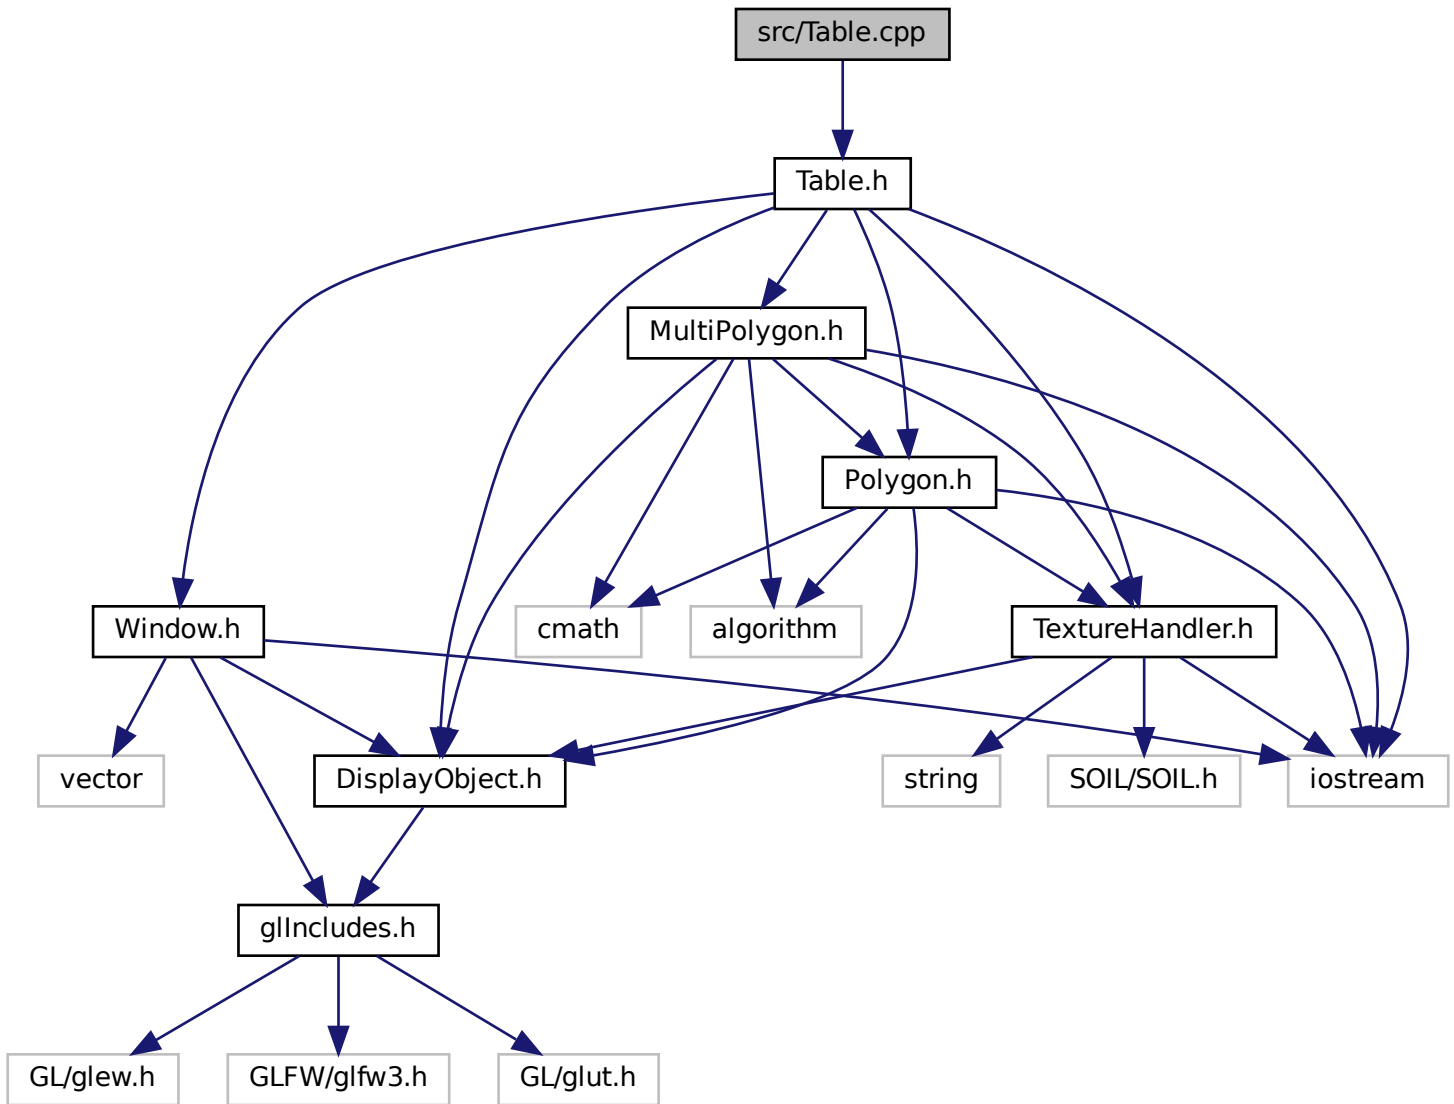 src/Table.cpp
Table.h
MultiPolygon.h
Polygon.h
Window.h
cmath
algorithm
TextureHandler.h
vector
DisplayObject.h
string
SOIL/SOIL.h
iostream
glIncludes.h
GL/glew.h
GLFW/glfw3.h
GL/glut.h